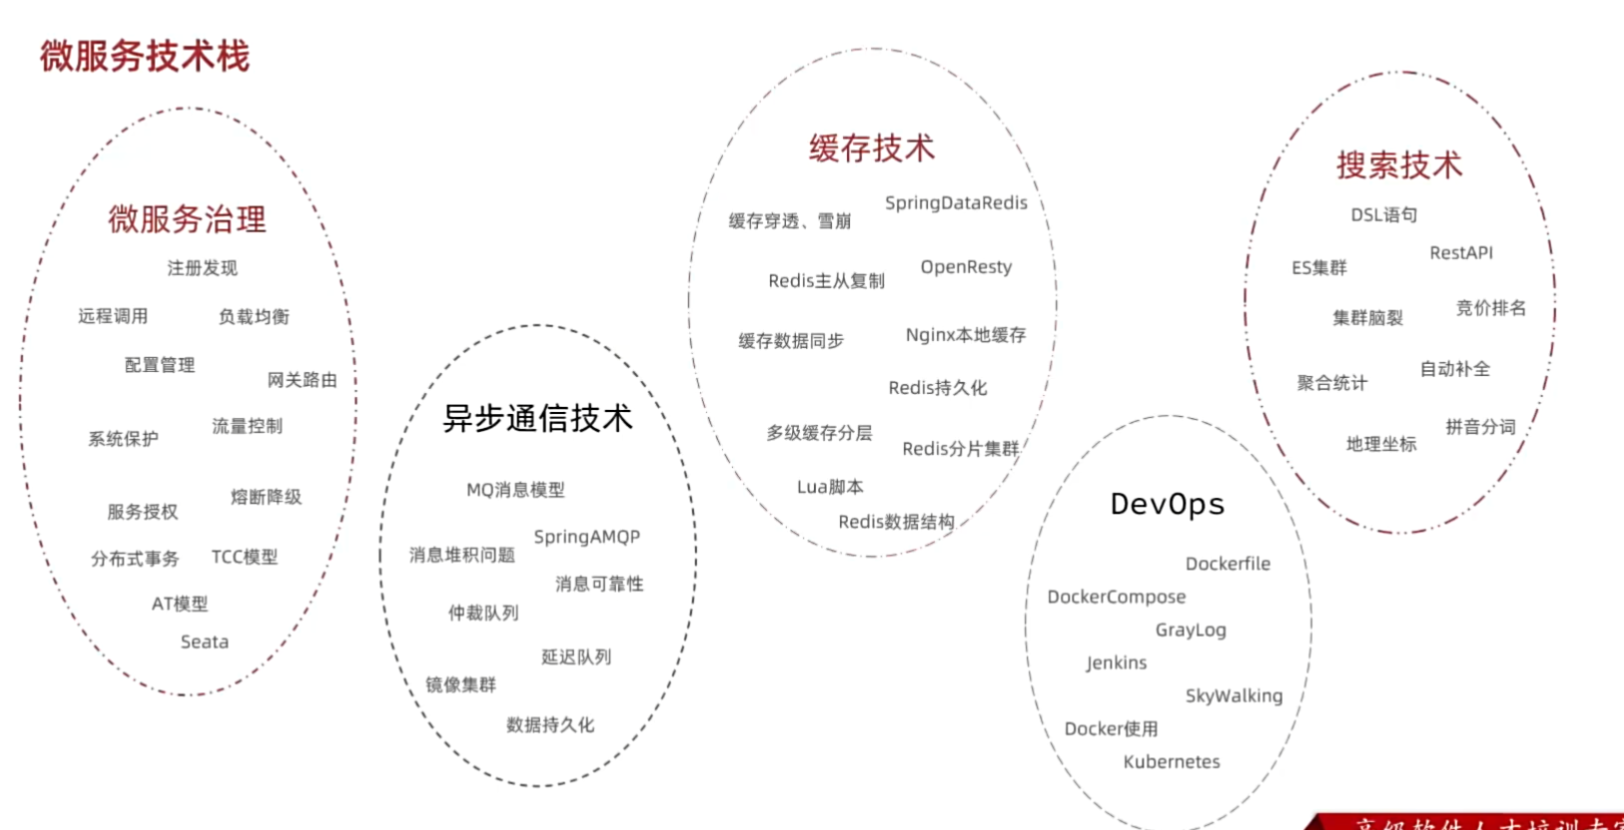 微服务技术栈
微服务治理
注册发现
远程调用
负载均衡
配置管理
网关路由
系统保护
流量控制
服务授权
熔断降级
分布式事务
TCC模型
AT模型
Seata
异步通信技术
MQ消息模型
SpringAMQP
消息堆积问题
消息可靠性
仲裁队列
延迟队列
镜像集群
数据持久化
缓存技术
SpringDataRedis
缓存穿透、雪崩
OpenResty
Redis主从复制
Nginx本地缓存
缓存数据同步
Redis持久化
多级缓存分层
Redis分片集群
Lua脚本
Redis数据结构
DevOps
Dockerfile
DockerCompose
GrayLog
Jenkins
SkyWalking
Docker使用
Kubernetes
搜索技术
DSL语句
RestAPI
ES集群
竞价排名
集群脑裂
自动补全
聚合统计
拼音分词
地理坐标
高级软件人才培训专家